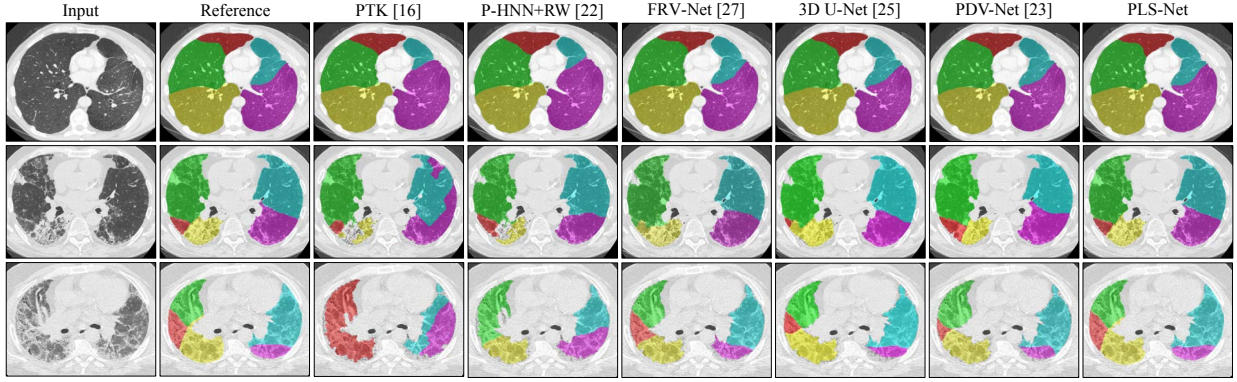 Input Reference PTK [16] P-HNN+RW [22] FRV-Net [27] 3D U-Net [25] PDV-Net [23] PLS-Net